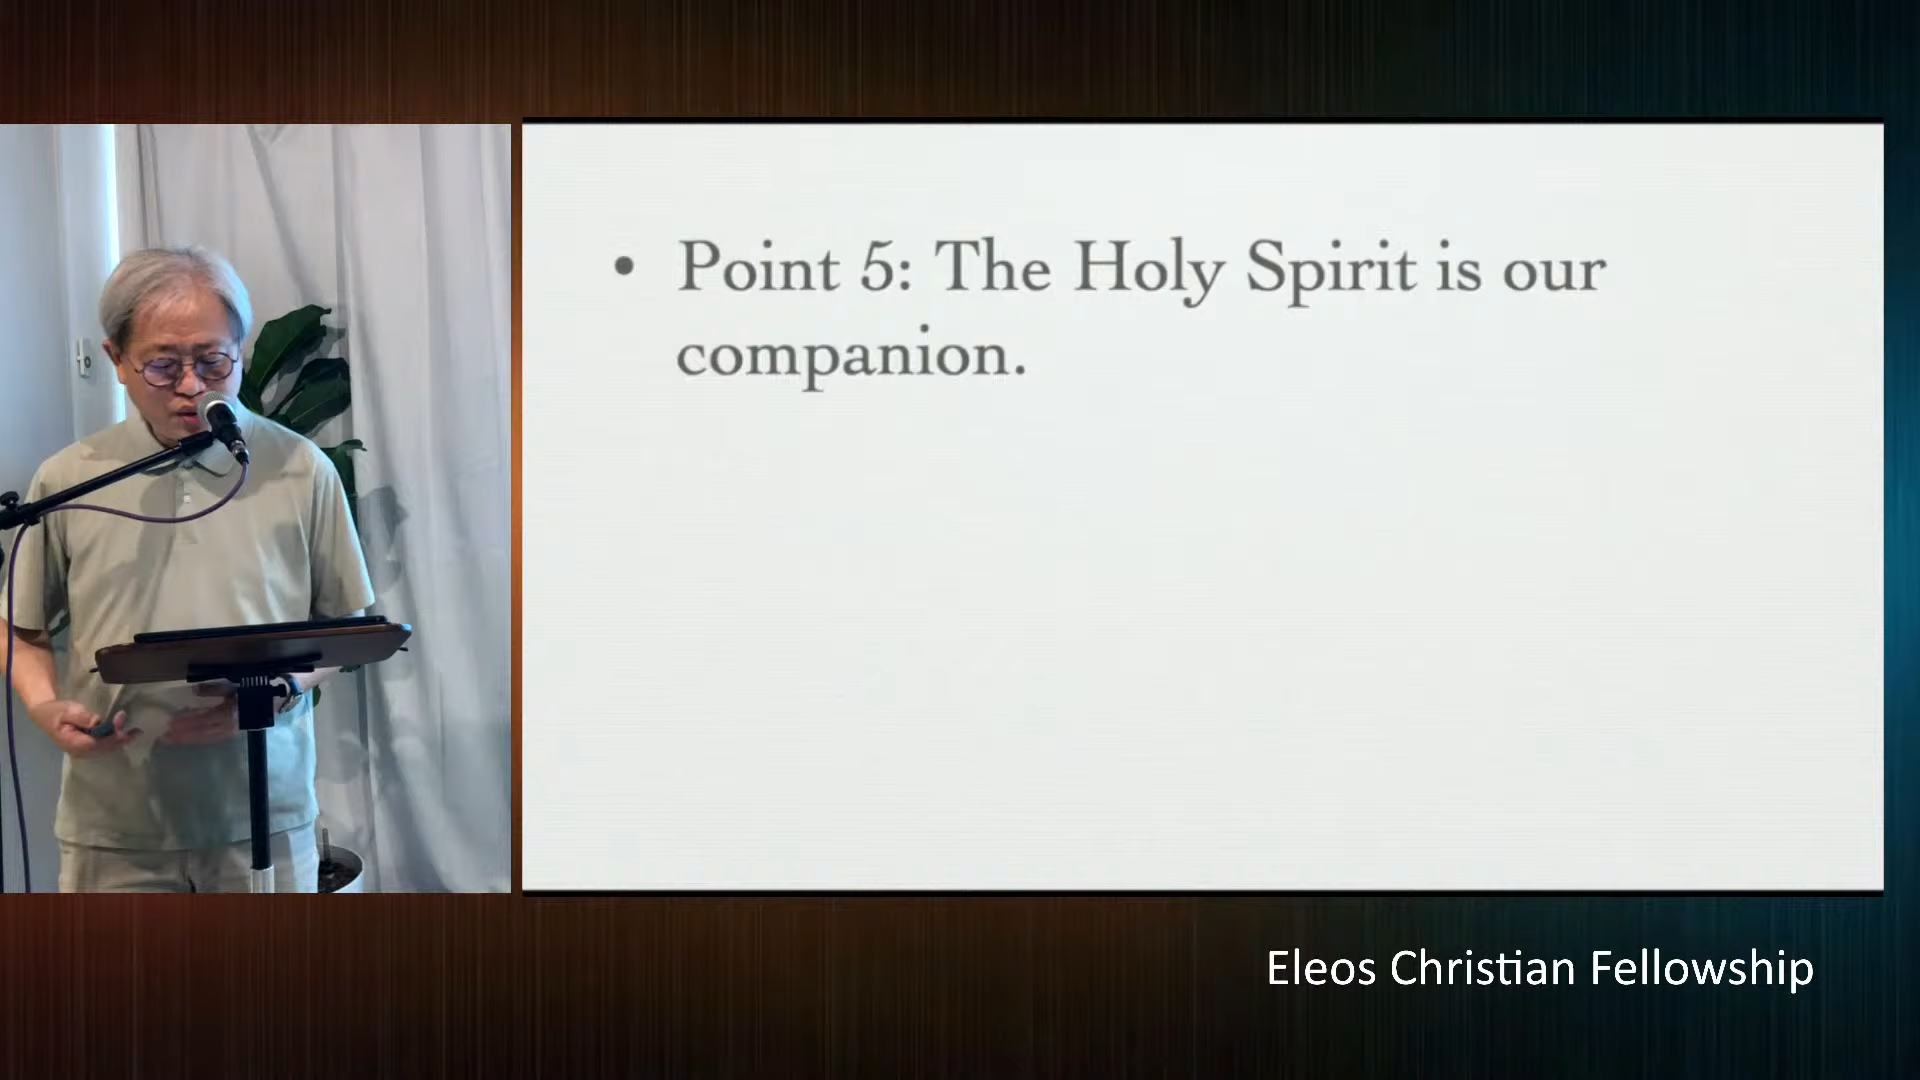 • Point 5: The Holy Spirit is our
companion.
Eleos Christian Fellowship